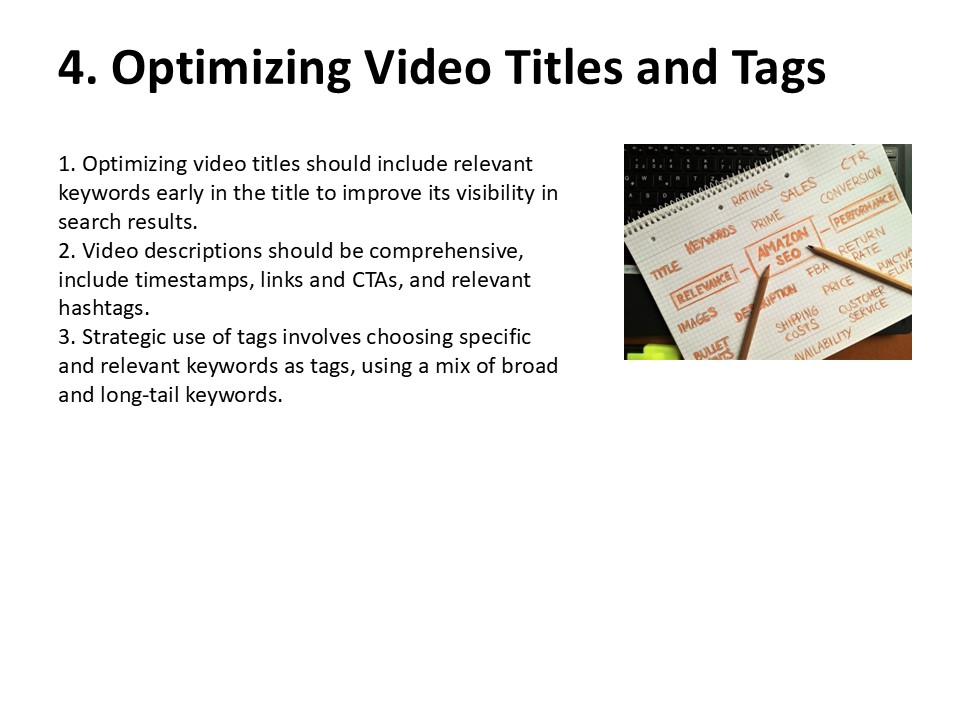 4. Optimizing Video Titles and Tags
1. Optimizing video titles should include relevant
keywords early in the title to improve its visibility in
search results.
2. Video descriptions should be comprehensive,
include timestamps, links and CTAs, and relevant
hashtags.
3. Strategic use of tags involves choosing specific
and relevant keywords as tags, using a mix of broad
and long-tail keywords.
CTR
RATINGS SALES CONVERSION
KEYWORDS PRIME PERFORMANCE
TITLE AMAZON
SEO
RETURN
RATE
RELEVANCE FBA
IMAGES DESCRIPTION PRICE
SHIPPING
COSTS
CUSTOMER
SERVICE
BULLET
AVAILABILITY